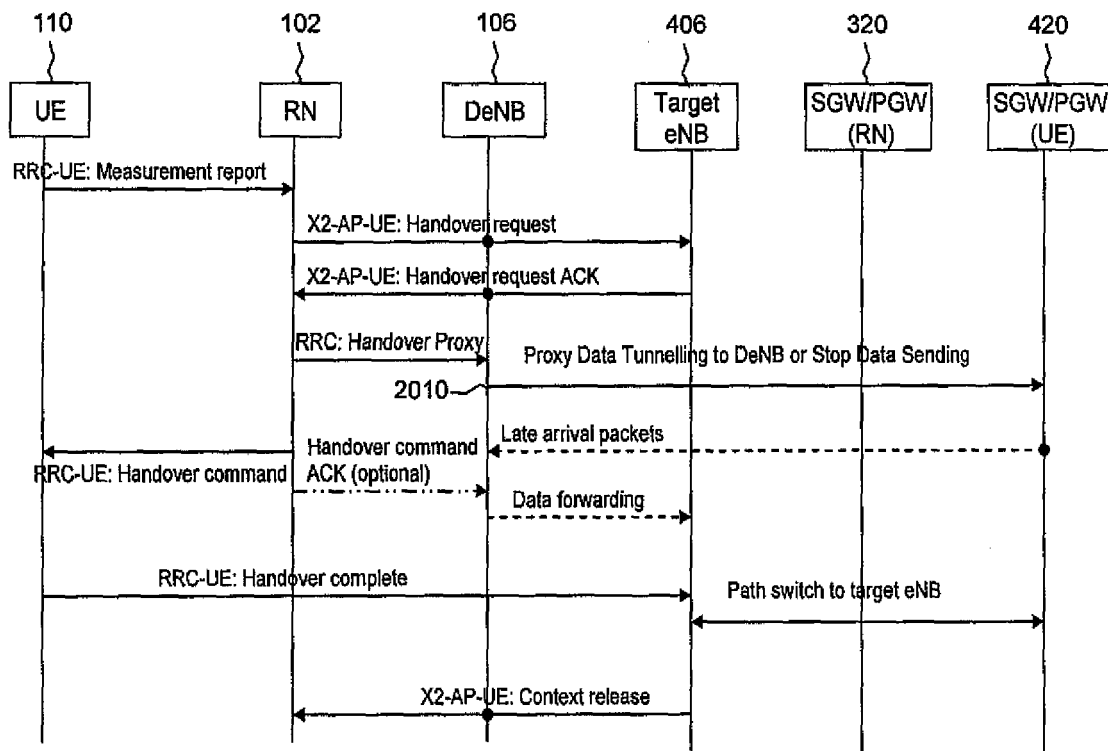 110
102
106
406
320
420
UE
RN
DeNB
Target
eNB
SGW/PGW
(RN)
SGW/PGW
(UE)
RRC-UE: Measurement report
X2-AP-UE: Handover request
X2-AP-UE: Handover request ACK
RRC: Handover Proxy
Proxy Data Tunnelling to DeNB or Stop Data Sending
2010
Late arrival packets
RRC-UE: Handover command
Handover command
ACK (optional)
Data forwarding
RRC-UE: Handover complete
Path switch to target eNB
X2-AP-UE: Context release